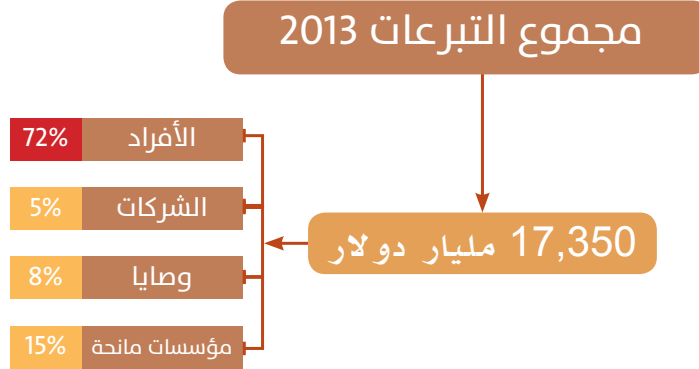 مجموع التبرعات 2013
17,350 مليار دولار
الأفراد 72%
الشركات 5%
وصايا 8%
مؤسسات مانحة 15%